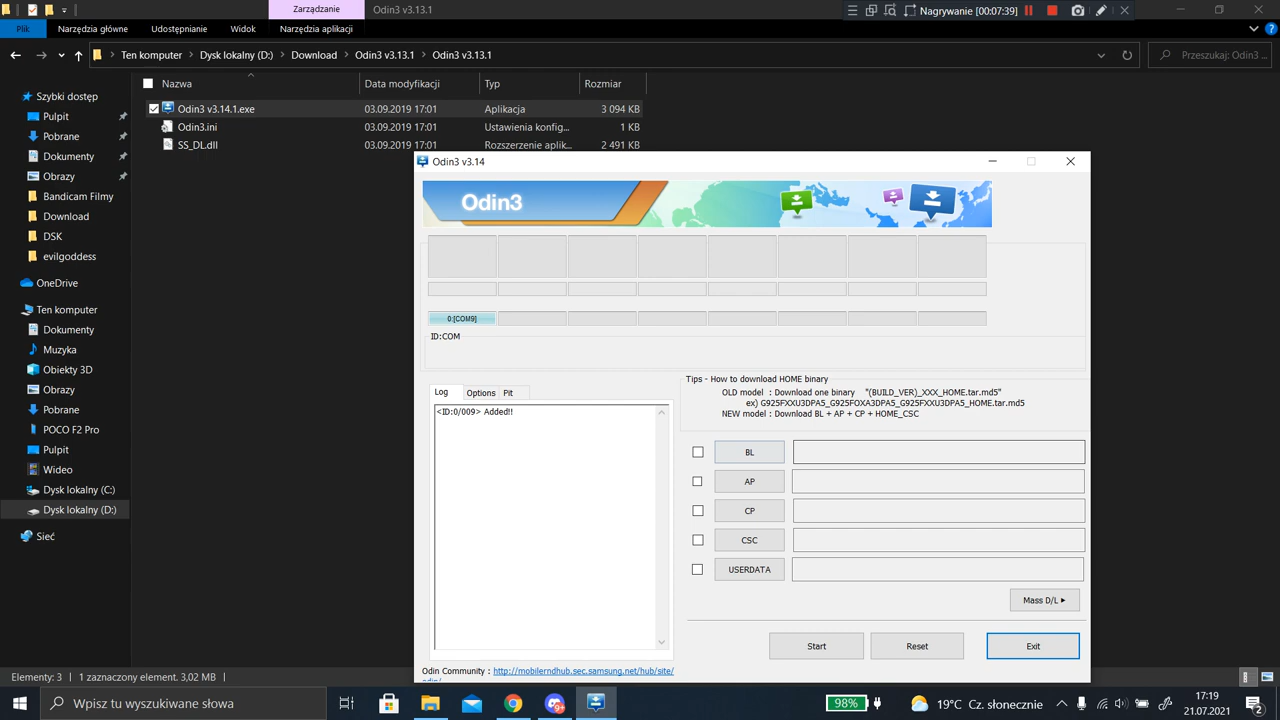 Zarządzanie
Odin3 v3.13.1
Nagrywanie [00:07:39]
Plik
Narzędzia główne
Udostępnianie
Widok
Narzędzia aplikacji
Ten komputer > Dysk lokalny (D:) > Download > Odin3 v3.13.1 > Odin3 v3.13.1
Przeszukaj: Odin3 ...
Nazwa
Data modyfikacji
Typ
Rozmiar
Odin3 v3.14.1.exe 03.09.2019 17:01 Aplikacja 3 094 KB
Odin3.ini 03.09.2019 17:01 Ustawienia konfig... 1 KB
SS_DL.dll 03.09.2019 17:01 Rozszerzenie aplik... 2 491 KB
Szybki dostęp
Pulpit
Pobrane
Dokumenty
Obrazy
Bandicam Filmy
Download
DSK
evilgoddess
OneDrive
Ten komputer
Dokumenty
Muzyka
Obiekty 3D
Obrazy
Pobrane
POCO F2 Pro
Pulpit
Wideo
Dysk lokalny (C:)
Dysk lokalny (D:)
Sieć
Odin3 v3.14
Odin3
0:[COM9]
ID:COM
Log
Options
Pit
<ID:0/009> Added!!
Tips - How to download HOME binary
OLD model : Download one binary "(BUILD_VER)_XXX_HOME.tar.md5"
ex) G925FXXU3DPA5_G925FOXA3DPA5_G925FXXU3DPA5_HOME.tar.md5
NEW model : Download BL + AP + CP + HOME_CSC
BL
AP
CP
CSC
USERDATA
Mass D/L
Start
Reset
Exit
Odin Community : http://mobilerndhub.sec.samsung.net/hub/site/
odin/
Elementy: 3
1 zaznaczony element. 3,02 MB
Wpisz tu wyszukiwane słowa
98%
19°C Cz. słonecznie
17:19
21.07.2021
2